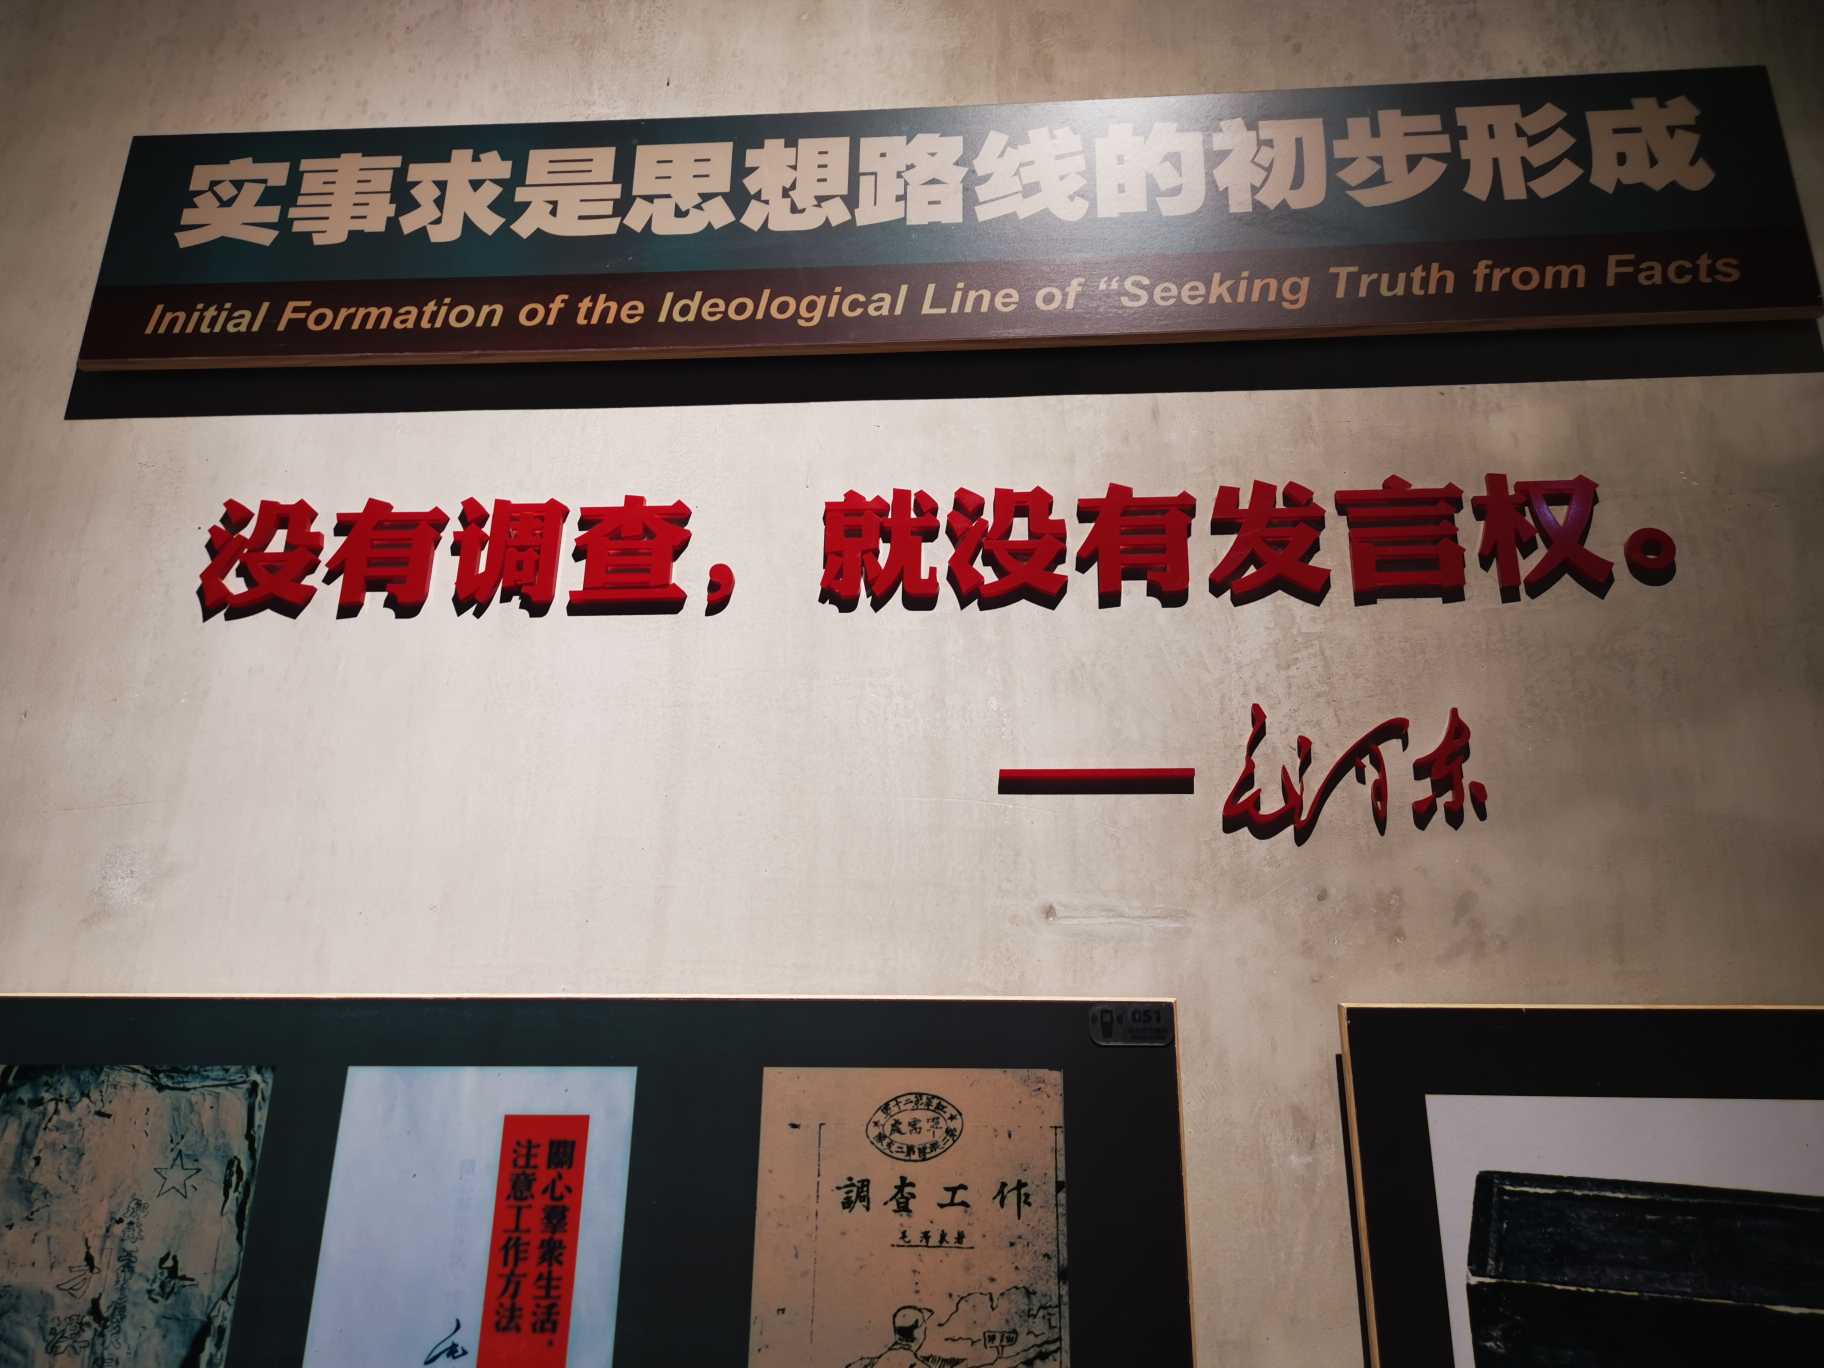 实事求是思想路线的初步形成
Initial Formation of the Ideological Line of “Seeking Truth from Facts
没有调查，就没有发言权。
——毛泽东
051
關心羣衆生活·
注意工作方法
調查工作
毛澤東著